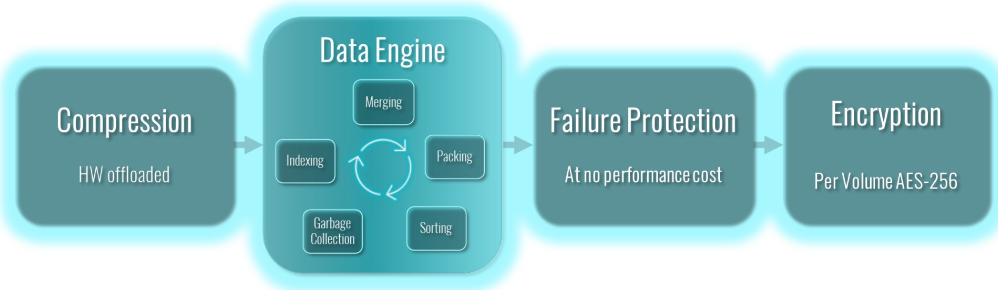 Compression
HW offloaded
Data Engine
Merging
Indexing
Packing
Garbage
Collection
Sorting
Failure Protection
At no performance cost
Encryption
Per Volume AES-256